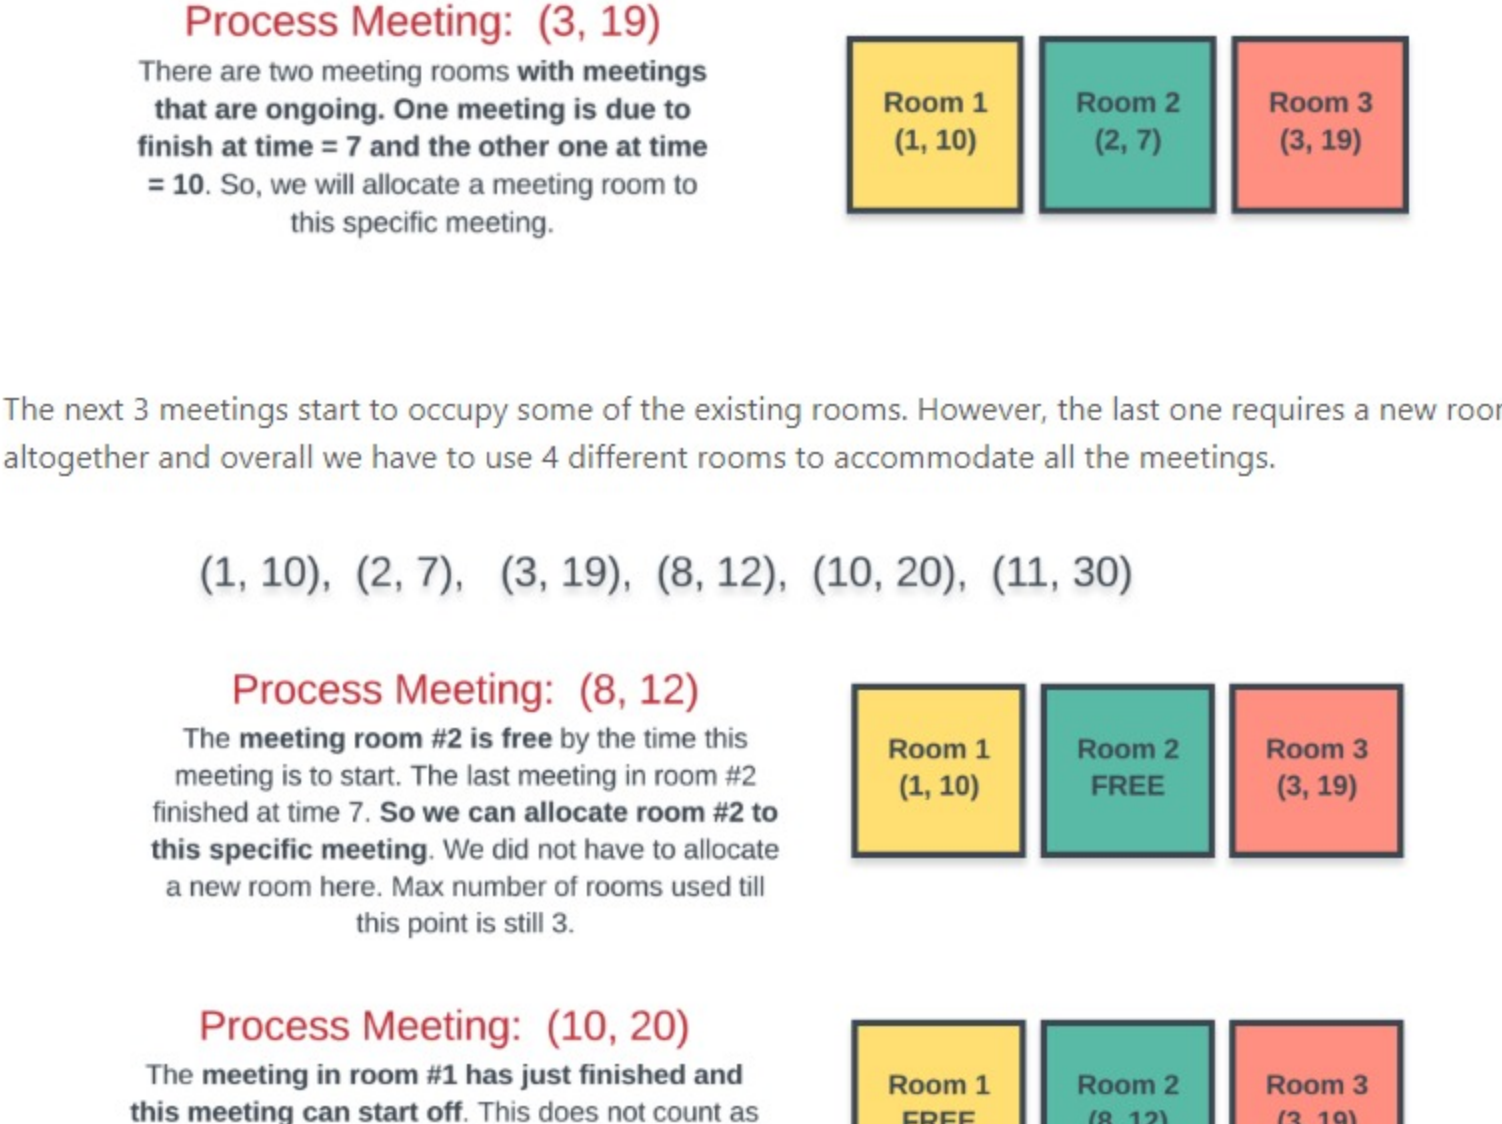 Process Meeting: (3, 19)
There are two meeting rooms with meetings
that are ongoing. One meeting is due to
finish at time = 7 and the other one at time
= 10. So, we will allocate a meeting room to
this specific meeting.
Room 1
(1, 10)
Room 2
(2, 7)
Room 3
(3, 19)
The next 3 meetings start to occupy some of the existing rooms. However, the last one requires a new
altogether and overall we have to use 4 different rooms to accommodate all the meetings.
(1, 10), (2, 7), (3, 19), (8, 12), (10, 20), (11, 30)
Process Meeting: (8, 12)
The meeting room #2 is free by the time this
meeting is to start. The last meeting in room #2
finished at time 7. So we can allocate room #2 to
this specific meeting. We did not have to allocate
a new room here. Max number of rooms used till
this point is still 3.
Room 1
(1, 10)
Room 2
FREE
Room 3
(3, 19)
Process Meeting: (10, 20)
The meeting in room #1 has just finished and
this meeting can start off. This does not count as
Room 1
FREE
Room 2
(8, 12)
Room 3
(3, 19)